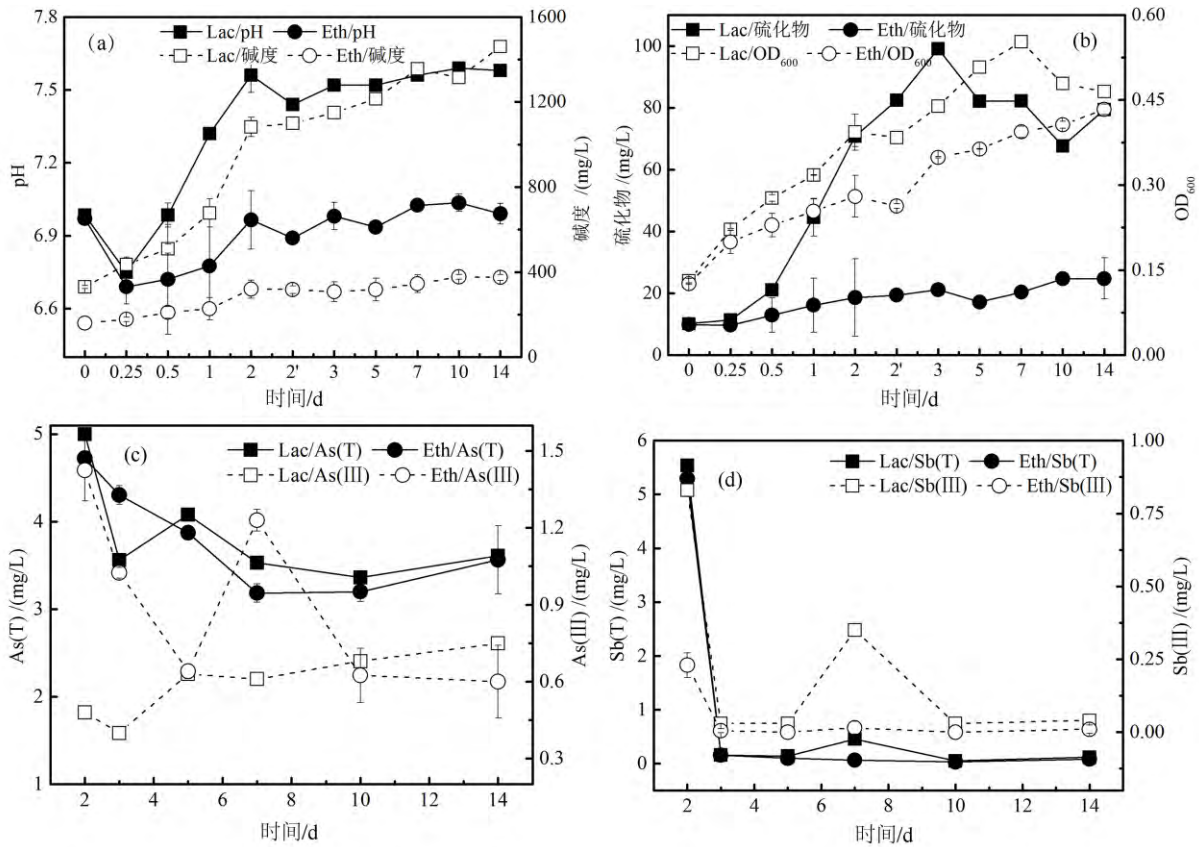 (a)
Lac/pH Eth/pH
Lac/碱度 Eth/碱度
7.8
7.5
7.2
6.9
6.6
pH
1600
1200
800
400
0
碱度 /(mg/L)
0 0.25 0.5 1 2 2' 3 5 7 10 14
时间/d
(b)
Lac/硫化物 Eth/硫化物
Lac/OD600 Eth/OD600
100
80
60
40
20
0
硫化物 /(mg/L)
0.60
0.45
0.30
0.15
0.00
OD600
0 0.25 0.5 1 2 2' 3 5 7 10 14
时间/d
(c)
Lac/As(T) Eth/As(T)
Lac/As(III) Eth/As(III)
5
4
3
2
1
As(T) /(mg/L)
1.5
1.2
0.9
0.6
0.3
As(III) /(mg/L)
2 4 6 8 10 12 14
时间/d
(d)
Lac/Sb(T) Eth/Sb(T)
Lac/Sb(III) Eth/Sb(III)
6
5
4
3
2
1
0
Sb(T) /(mg/L)
1.00
0.75
0.50
0.25
0.00
Sb(III) /(mg/L)
2 4 6 8 10 12 14
时间/d